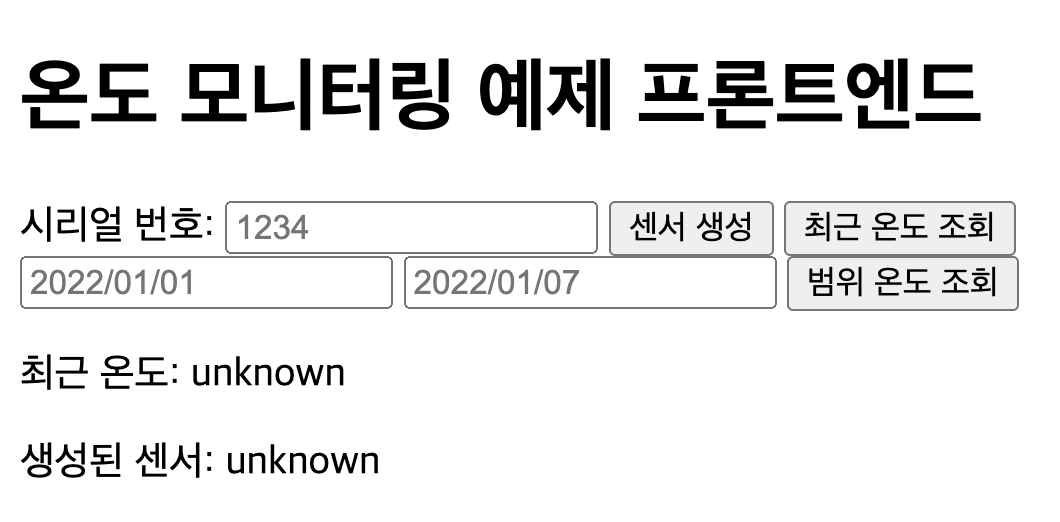 온도 모니터링 예제 프론트엔드
시리얼 번호: 1234 센서 생성 최근 온도 조회
2022/01/01 2022/01/07 범위 온도 조회
최근 온도: unknown
생성된 센서: unknown